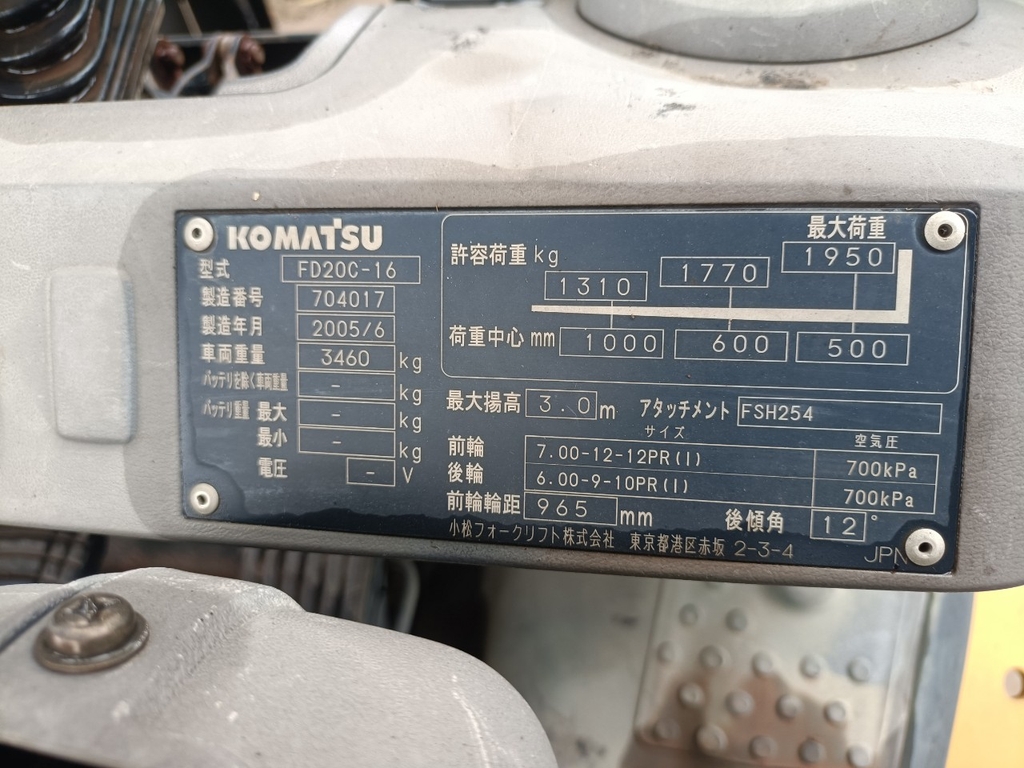 KOMATSU
型式 FD20C-16
製造番号 704017
製造年月 2005/6
車両重量 3460 kg
バッテリを除く車両重量 - kg
バッテリ重量 最大 - kg
最小 - kg
電圧 - V
最大荷重
許容荷重 kg 1310 1770 1950
荷重中心 mm 1000 600 500
最大揚高 3.0 m アタッチメント FSH254
サイズ 空気圧
前輪 7.00-12-12PR(I) 700kPa
後輪 6.00-9-10PR(I) 700kPa
前輪輪距 965 mm 後傾角 12°
小松フォークリフト株式会社 東京都港区赤坂 2-3-4 JPN